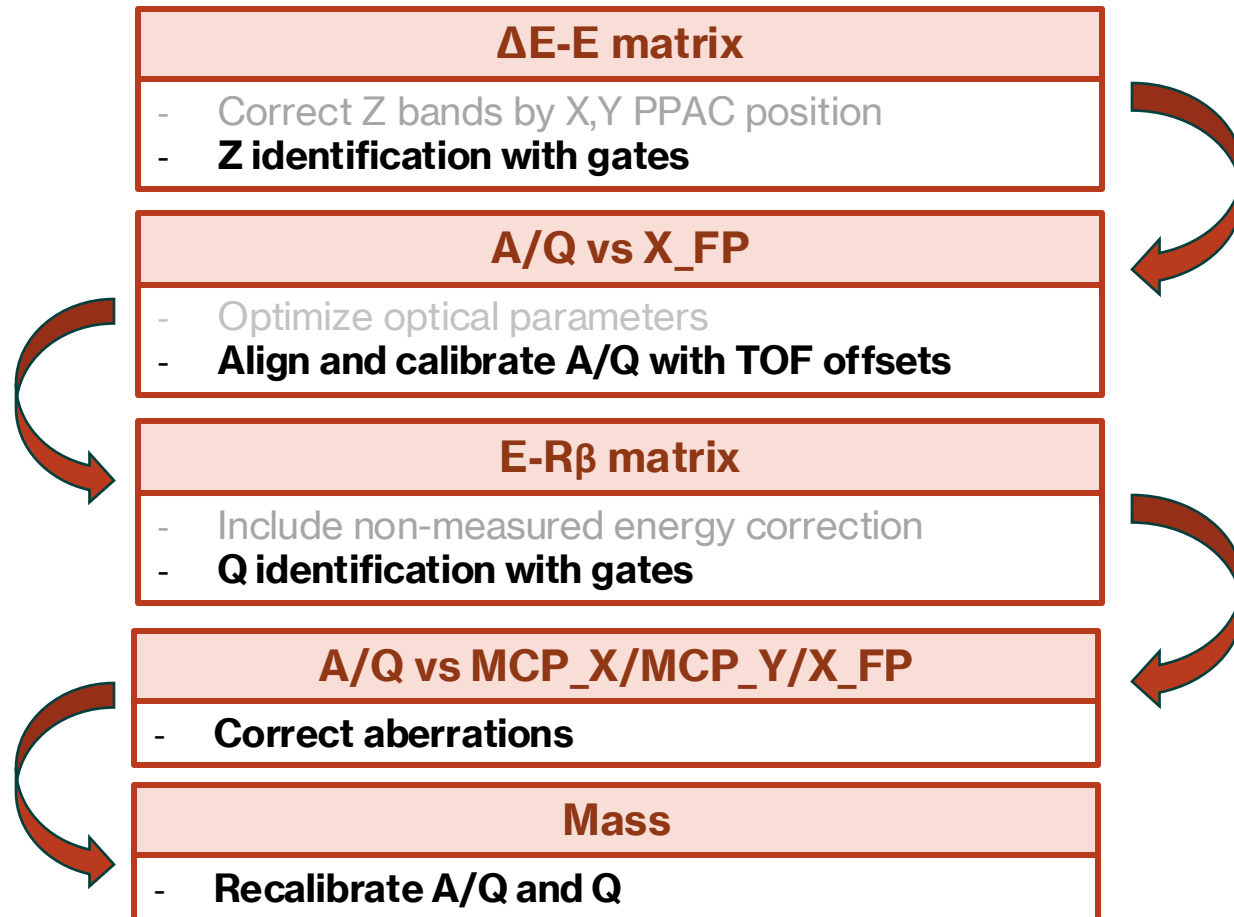 ΔE-E matrix
- Correct Z bands by X,Y PPAC position
- Z identification with gates
A/Q vs X_FP
- Optimize optical parameters
- Align and calibrate A/Q with TOF offsets
E-Rβ matrix
- Include non-measured energy correction
- Q identification with gates
A/Q vs MCP_X/MCP_Y/X_FP
- Correct aberrations
Mass
- Recalibrate A/Q and Q